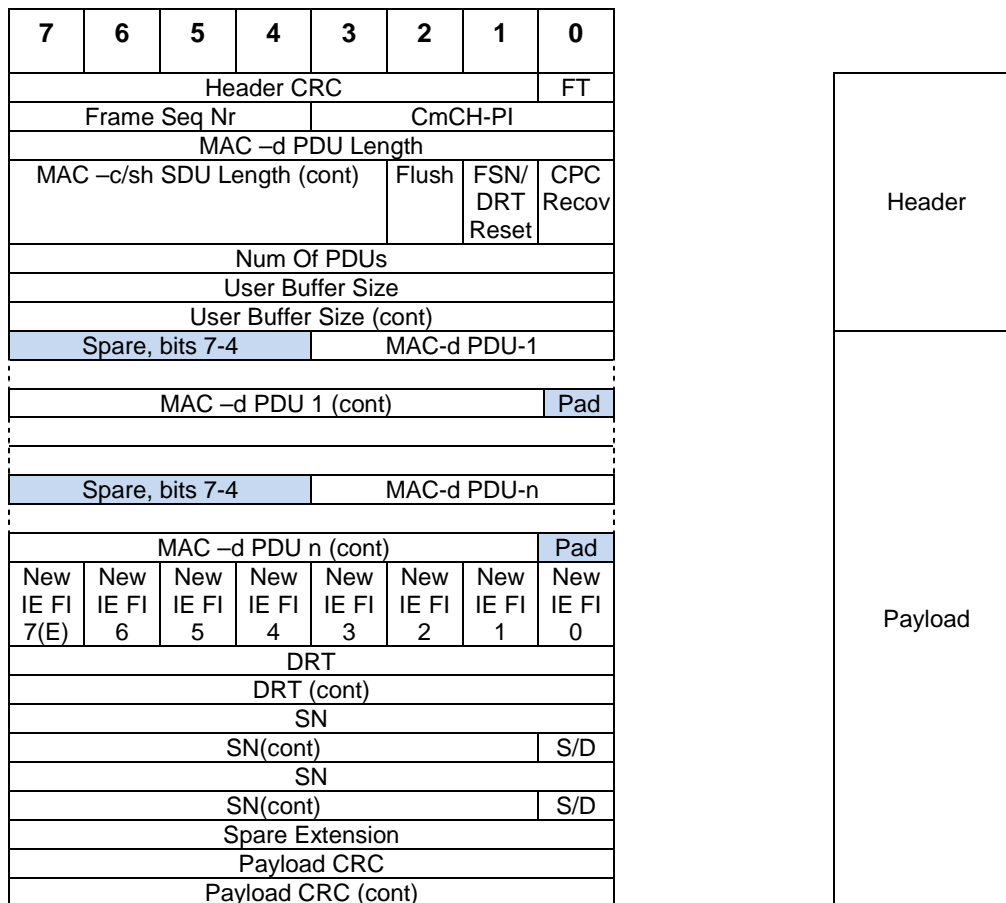 7 6 5 4 3 2 1 0
Header CRC FT
Frame Seq Nr CmCH-PI
MAC –d PDU Length
MAC –c/sh SDU Length (cont) Flush FSN/ CPC
DRT Recov
Reset
Header
Num Of PDUs
User Buffer Size
User Buffer Size (cont)
Spare, bits 7-4 MAC-d PDU-1
MAC –d PDU 1 (cont) Pad
Spare, bits 7-4 MAC-d PDU-n
MAC –d PDU n (cont) Pad
New New New New New New New New
IE FI IE FI IE FI IE FI IE FI IE FI IE FI IE FI
7(E) 6 5 4 3 2 1 0
Payload
DRT
DRT (cont)
SN
SN(cont) S/D
SN
SN(cont) S/D
Spare Extension
Payload CRC
Payload CRC (cont)